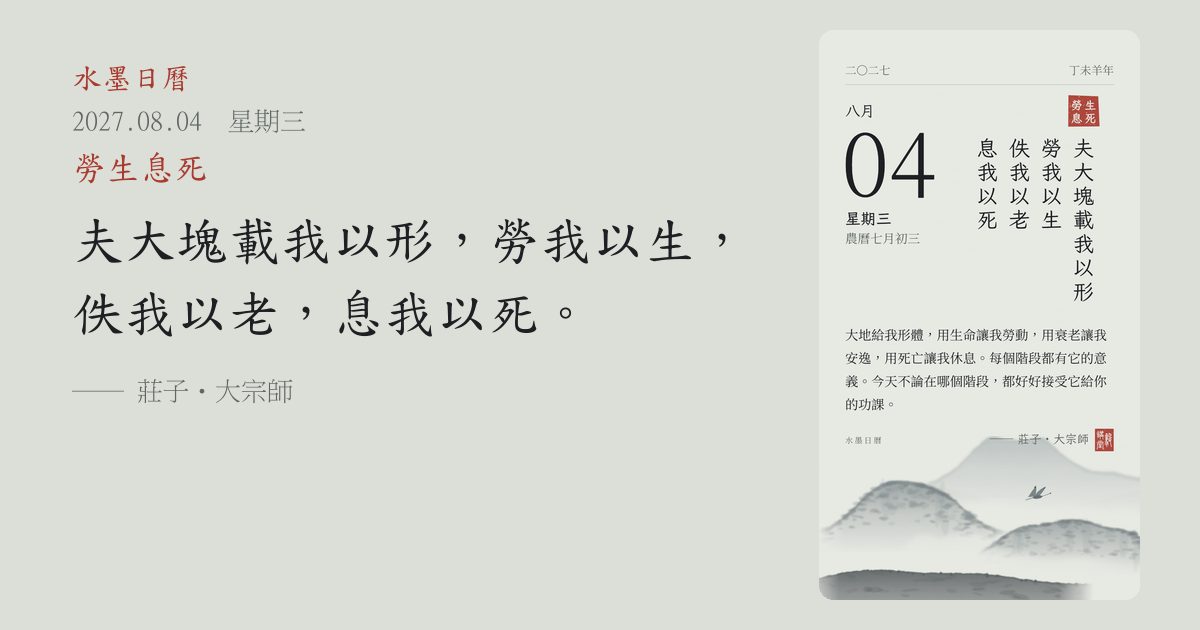 水墨日曆
2027.08.04 星期三
勞生息死
夫大塊載我以形，勞我以生，
佚我以老，息我以死。
—— 莊子·大宗師
二〇二七
丁未羊年
八月
04
星期三
農曆七月初三
勞生息死
夫大塊載我以形
勞我以生
佚我以老
息我以死
大地給我形體，用生命讓我勞動，用衰老讓我
安逸，用死亡讓我休息。每個階段都有它的意
義。今天不論在哪個階段，都好好接受它給你
的功課。
水墨日曆
—— 莊子·大宗師